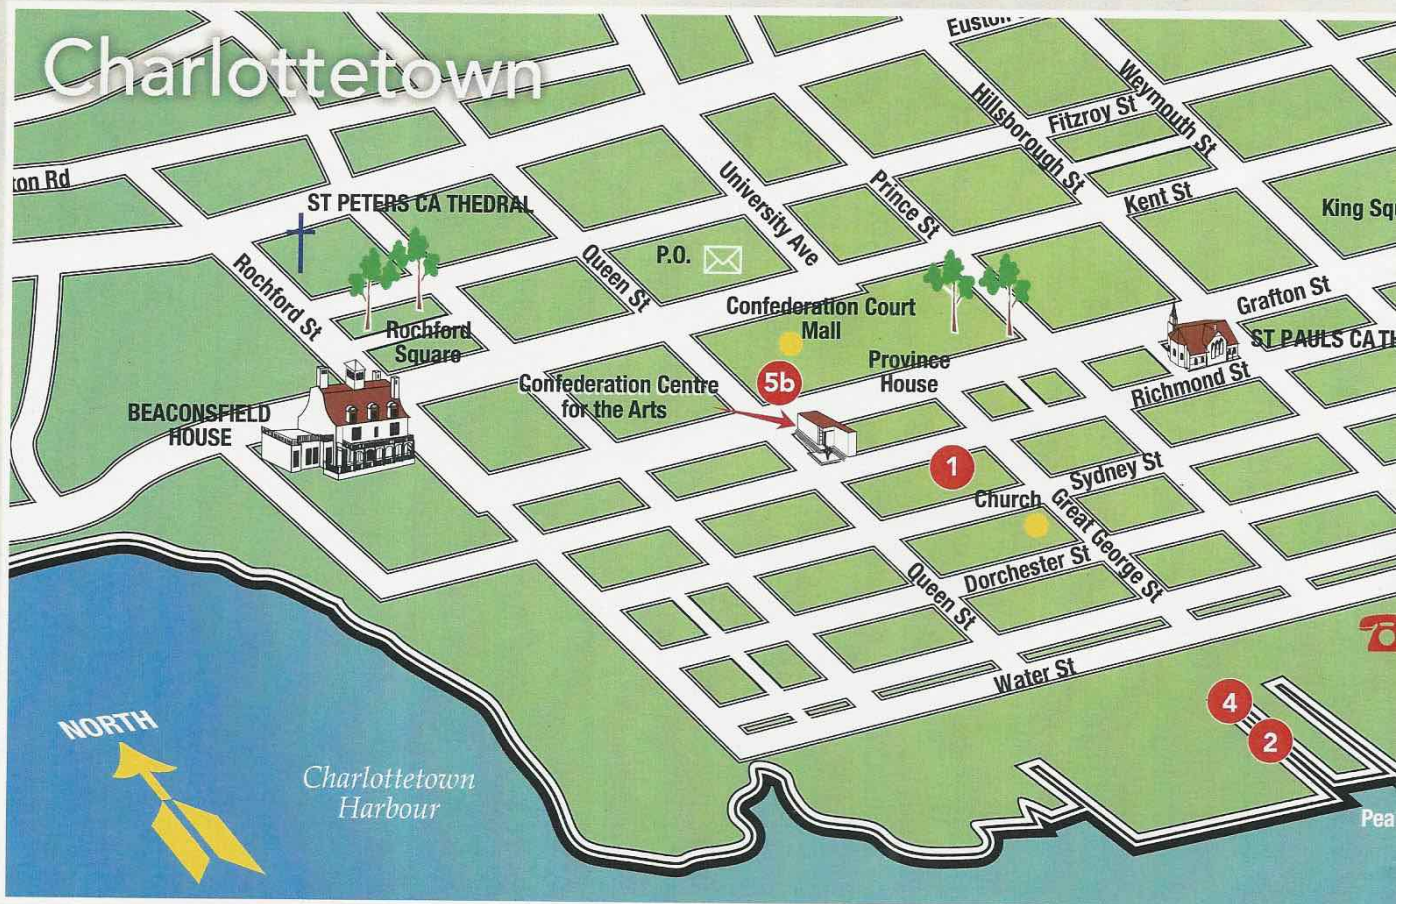 Charlottetown
Euston
Weymouth St
Hillsborough St
Fitzroy St
ton Rd
University Ave
Prince St
Kent St
King Squ
ST PETERS CA THEDRAL
P.O.
Queen St
Rochford St
Grafton St
Confederation Court
Mall
Rochford
Square
ST PAULS CATH
Province
House
5b
Richmond St
Confederation Centre
for the Arts
BEACONSFIELD
HOUSE
1
Sydney St
Church
Great George St
Dorchester St
Queen St
Water St
4
2
NORTH
Charlottetown
Harbour
Pea